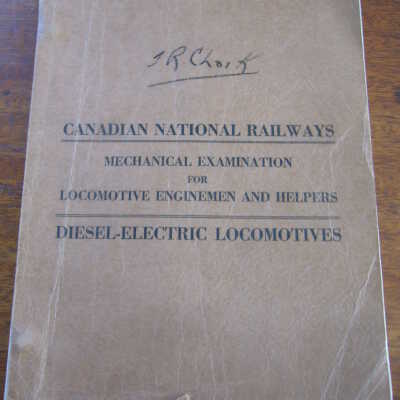 CANADIAN NATIONAL RAILWAYS
MECHANICAL EXAMINATION
FOR
LOCOMOTIVE ENGINEMEN AND HELPERS
DIESEL-ELECTRIC LOCOMOTIVES